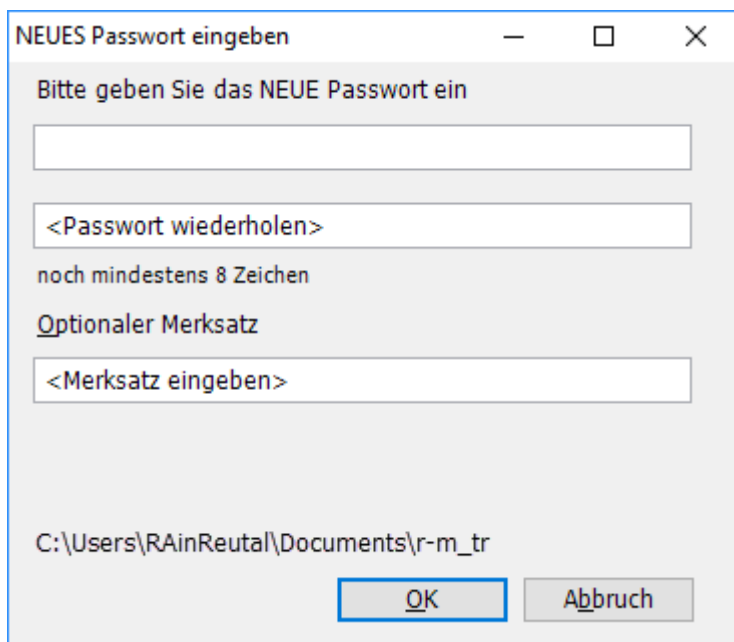 NEUES Passwort eingeben
Bitte geben Sie das NEUE Passwort ein
<Passwort wiederholen>
noch mindestens 8 Zeichen
Optionaler Merksatz
<Merksatz eingeben>
C:\Users\RAinReutal\Documents\r-m_tr
OK
Abbruch